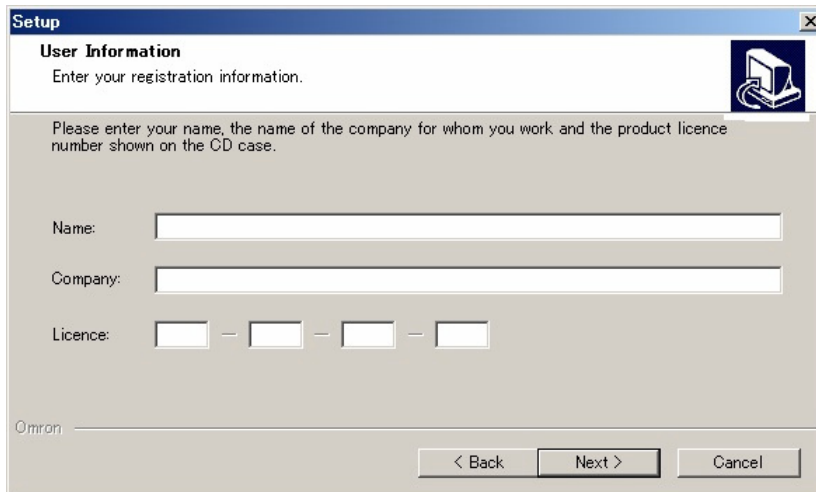 Setup
User Information
Enter your registration information.
Please enter your name, the name of the company for whom you work and the product licence
number shown on the CD case.
Name:
Company:
Licence: — — —
Omron
< Back Next > Cancel